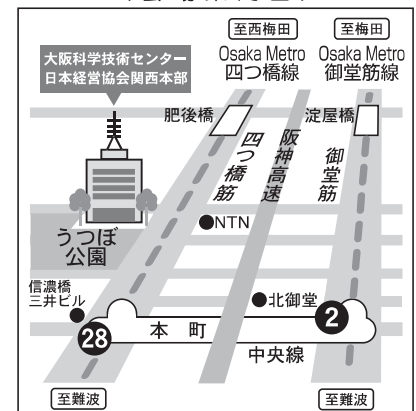 至西梅田
至梅田
大阪科学技術センター
日本経営協会関西本部
Osaka Metro
四つ橋線
Osaka Metro
御堂筋線
肥後橋
淀屋橋
四つ橋筋
阪神高速
御堂筋
NTN
うつぼ
公園
信濃橋
三井ビル
北御堂
28
本町
2
中央線
至難波
至難波